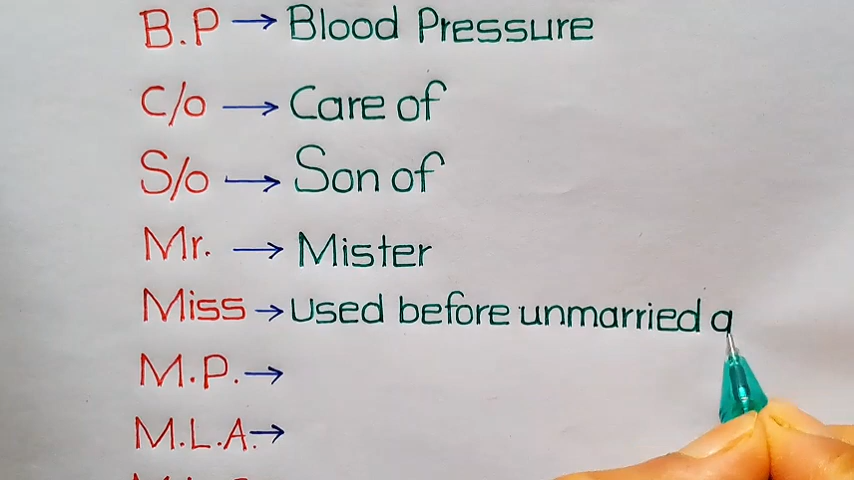 B.P → Blood Pressure
C/o → Care of
S/o → Son of
Mr. → Mister
Miss → Used before unmarried
M.P. →
M.L.A. →